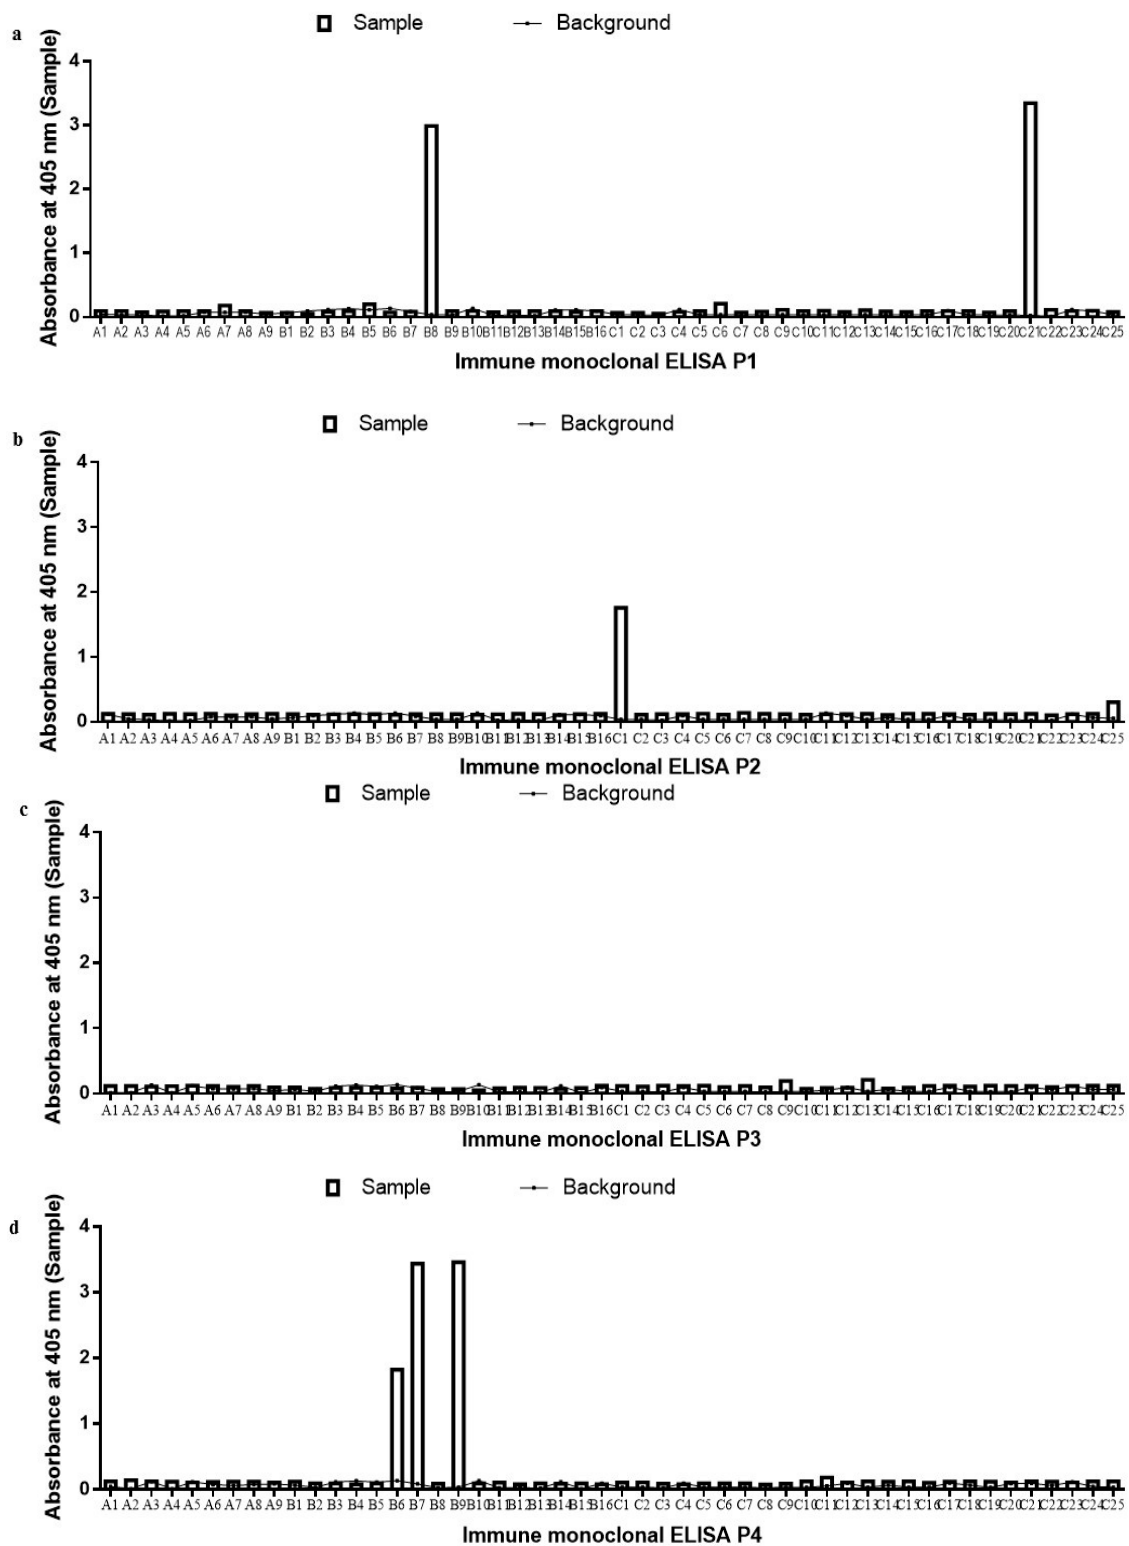 a
Sample Background
Absorbance at 405 nm (Sample)
4
3
2
1
0
A1 A2 A3 A4 A5 A6 A7 A8 A9 B1 B2 B3 B4 B5 B6 B7 B8 B9 B10 B11 B12 B13 B14 B15 B16 C1 C2 C3 C4 C5 C6 C7 C8 C9 C10 C11 C12 C13 C14 C15 C16 C17 C18 C19 C20 C21 C22 C23 C24 C25
Immune monoclonal ELISA P1
b
Sample Background
Absorbance at 405 nm (Sample)
4
3
2
1
0
A1 A2 A3 A4 A5 A6 A7 A8 A9 B1 B2 B3 B4 B5 B6 B7 B8 B9 B10 B11 B12 B13 B14 B15 B16 C1 C2 C3 C4 C5 C6 C7 C8 C9 C10 C11 C12 C13 C14 C15 C16 C17 C18 C19 C20 C21 C22 C23 C24 C25
Immune monoclonal ELISA P2
c
Sample Background
Absorbance at 405 nm (Sample)
4
3
2
1
0
A1 A2 A3 A4 A5 A6 A7 A8 A9 B1 B2 B3 B4 B5 B6 B7 B8 B9 B10 B11 B12 B13 B14 B15 B16 C1 C2 C3 C4 C5 C6 C7 C8 C9 C10 C11 C12 C13 C14 C15 C16 C17 C18 C19 C20 C21 C22 C23 C24 C25
Immune monoclonal ELISA P3
d
Sample Background
Absorbance at 405 nm (Sample)
4
3
2
1
0
A1 A2 A3 A4 A5 A6 A7 A8 A9 B1 B2 B3 B4 B5 B6 B7 B8 B9 B10 B11 B12 B13 B14 B15 B16 C1 C2 C3 C4 C5 C6 C7 C8 C9 C10 C11 C12 C13 C14 C15 C16 C17 C18 C19 C20 C21 C22 C23 C24 C25
Immune monoclonal ELISA P4